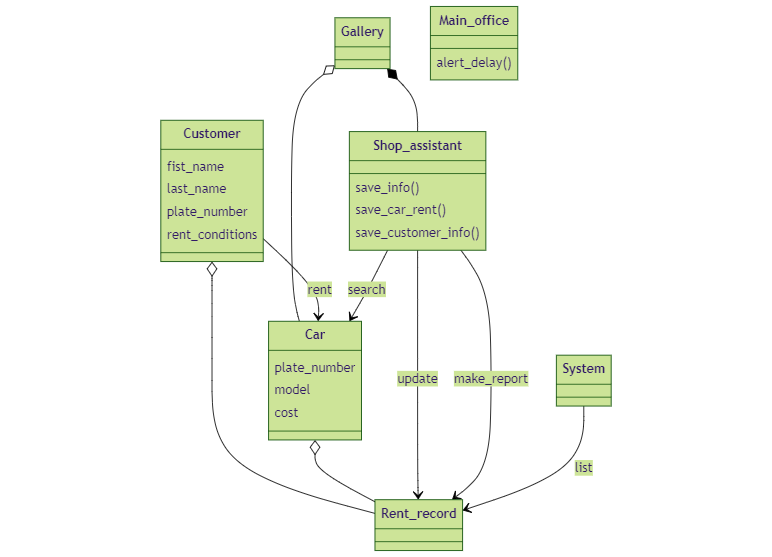 Gallery
Main_office
alert_delay()
Customer
fist_name
last_name
plate_number
rent_conditions
Shop_assistant
save_info()
save_car_rent()
save_customer_info()
rent
search
Car
plate_number
model
cost
update
make_report
System
list
Rent_record